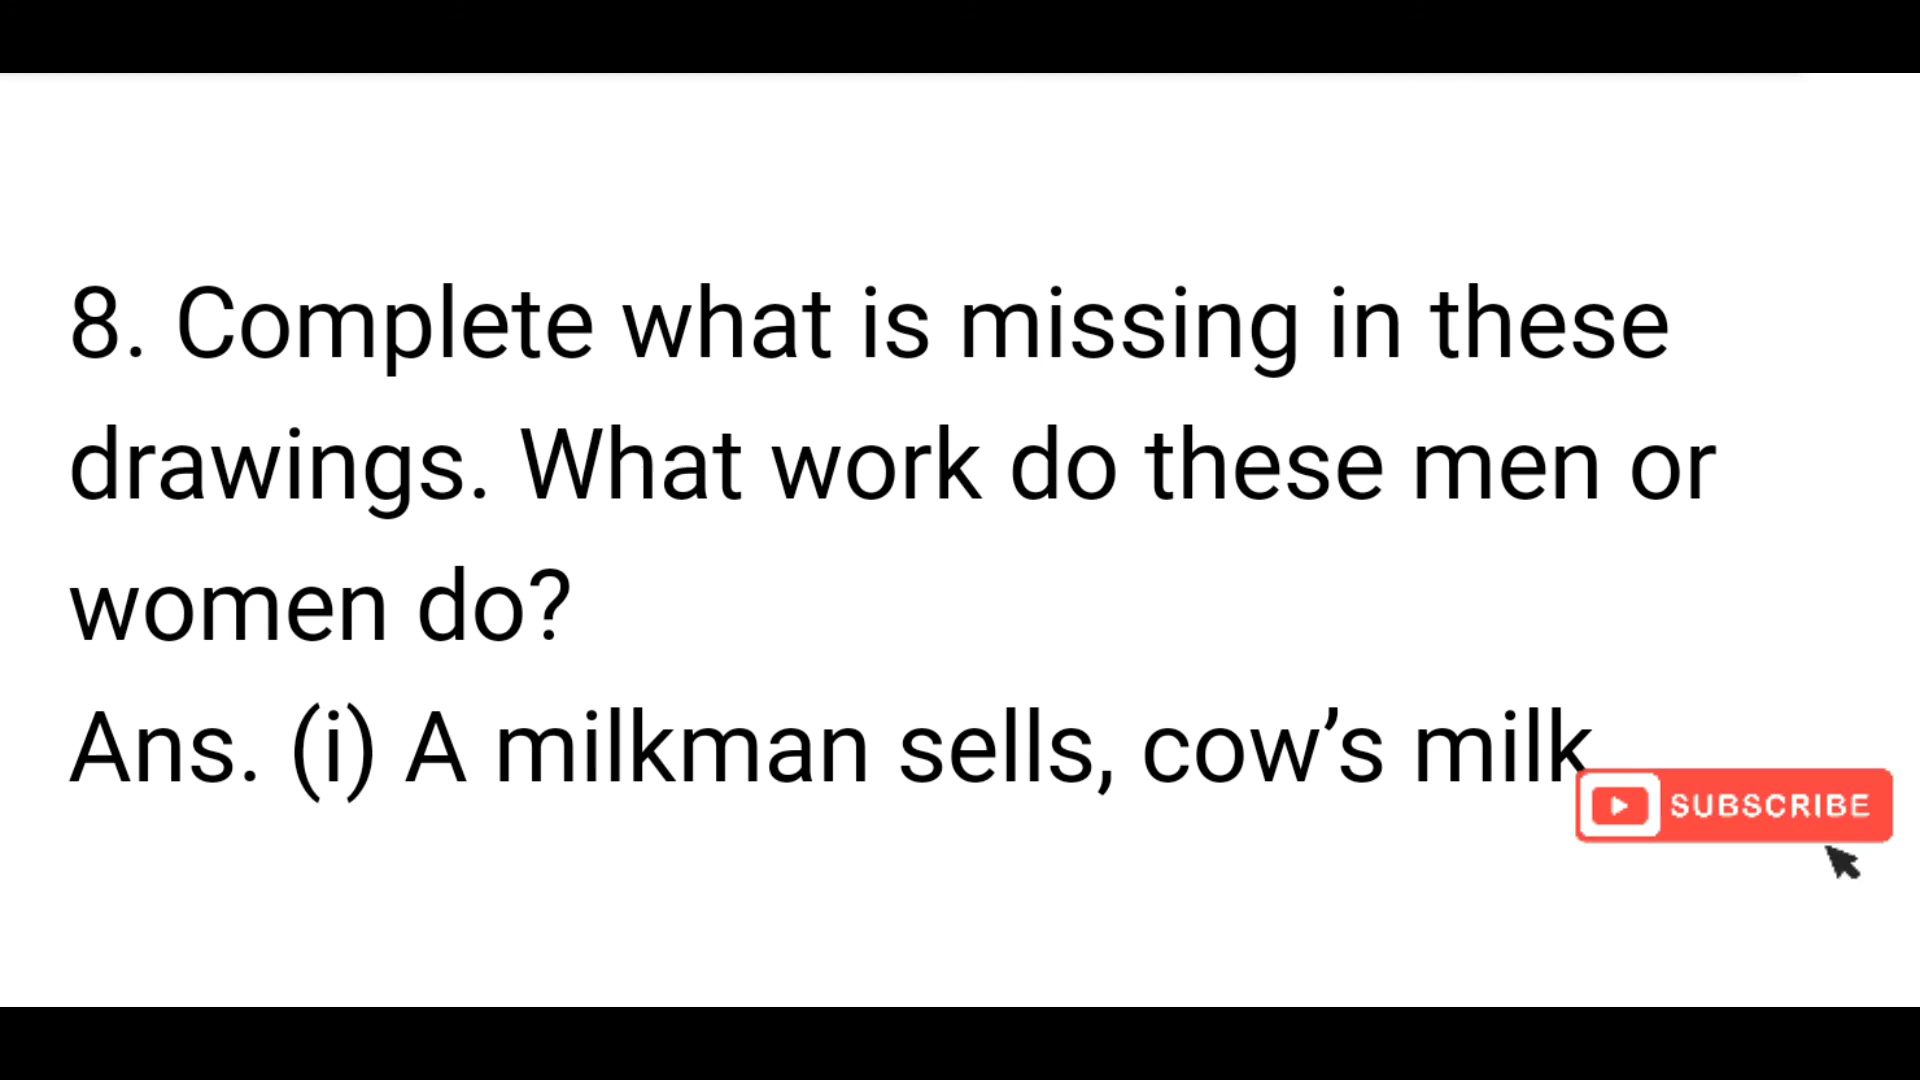 8. Complete what is missing in these
drawings. What work do these men or
women do?
Ans. (i) A milkman sells, cow’s milk
SUBSCRIBE